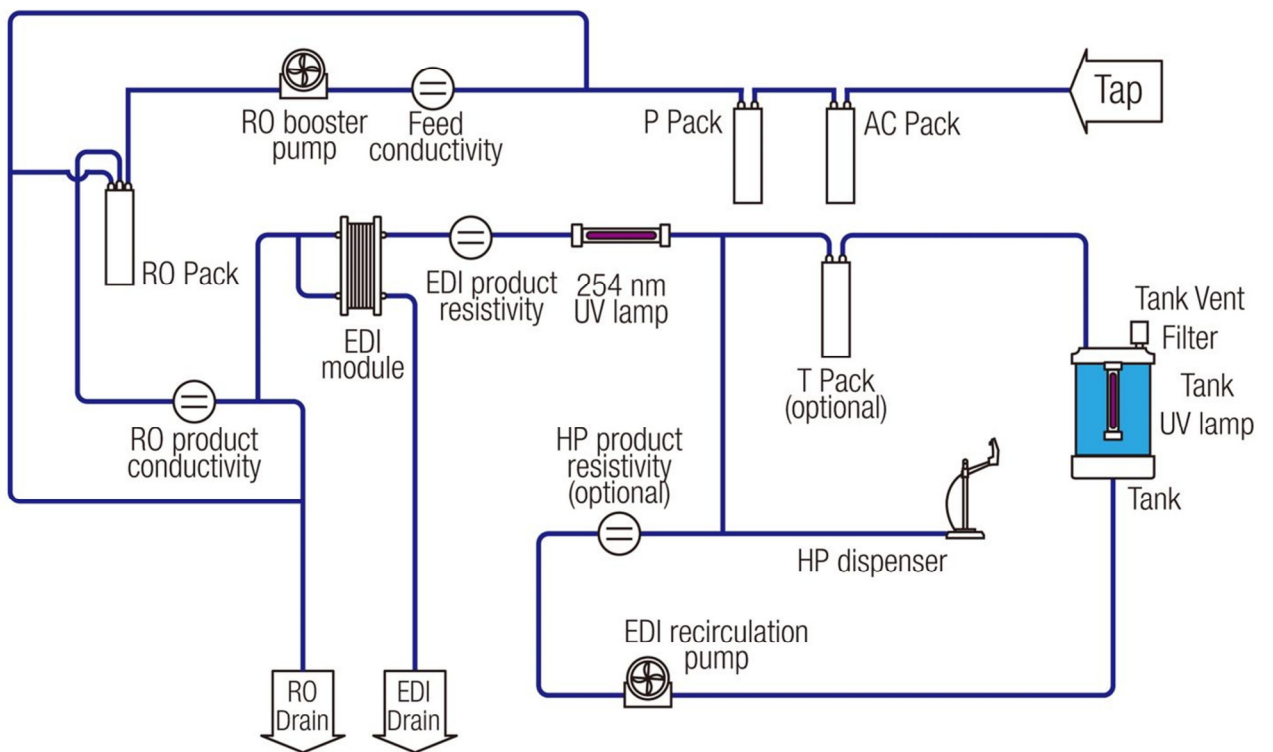 Tap
RO booster
pump
Feed
conductivity
P Pack
AC Pack
RO Pack
EDI
module
EDI product
resistivity
254 nm
UV lamp
T Pack
(optional)
Tank Vent
Filter
Tank
UV lamp
Tank
RO product
conductivity
HP product
resistivity
(optional)
HP dispenser
EDI recirculation
pump
RO
Drain
EDI
Drain